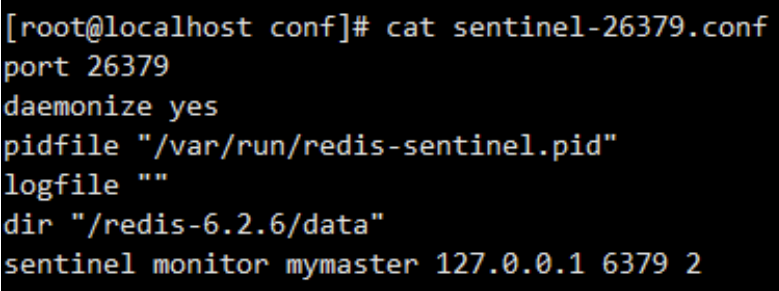 [root@localhost conf]# cat sentinel-26379.conf
port 26379
daemonize yes
pidfile "/var/run/redis-sentinel.pid"
logfile ""
dir "/redis-6.2.6/data"
sentinel monitor mymaster 127.0.0.1 6379 2